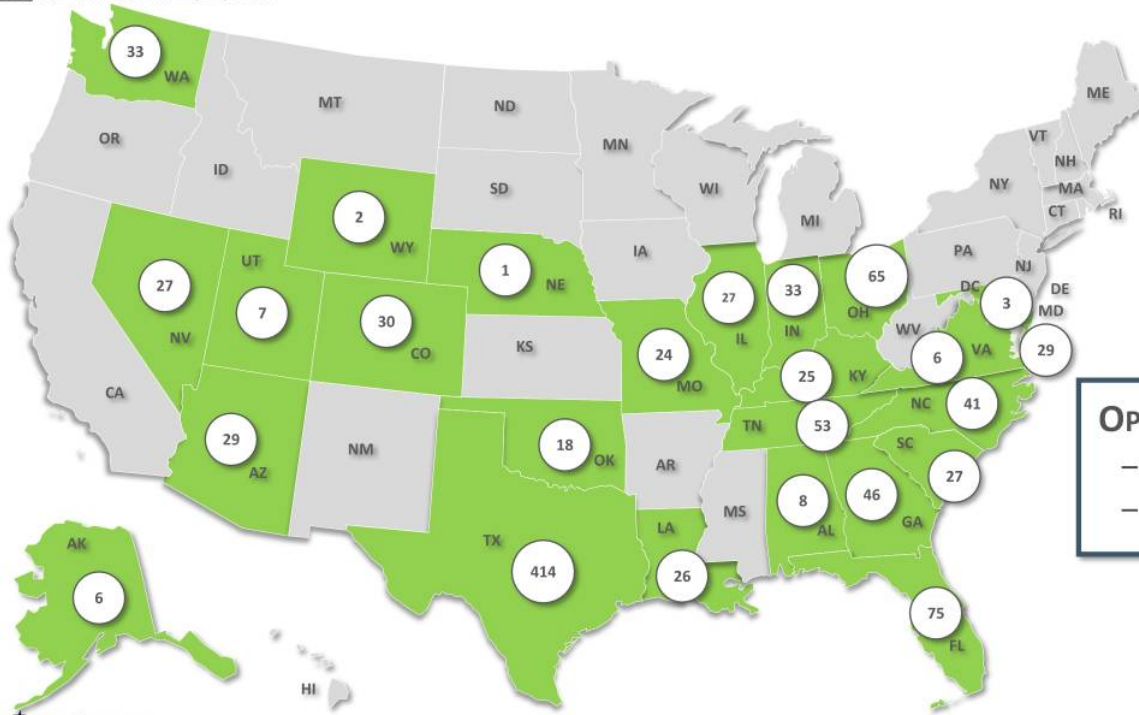 33
WA
MT
ND
MN
ME
OR
ID
SD
WI
VT
NH
NY
MA
CT
RI
MI
2
WY
IA
PA
NJ
1
NE
27
NV
UT
7
30
CO
27
IL
33
IN
65
OH
DC
DE
3
MD
WV
6
VA
29
KS
24
MO
25
KY
CA
NC
41
TN
53
29
AZ
NM
18
OK
AR
SC
27
MS
8
AL
46
GA
OP
–
–
LA
26
TX
414
AK
6
75
FL
HI